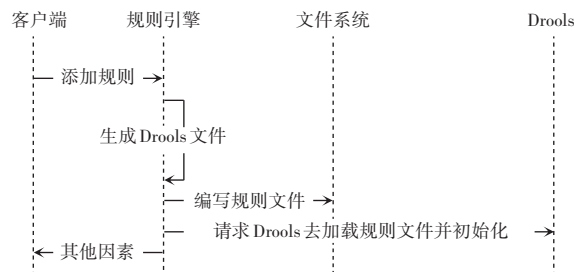 客户端 规则引擎 文件系统 Drools
添加规则
生成Drools文件
编写规则文件
请求Drools去加载规则文件并初始化
其他因素